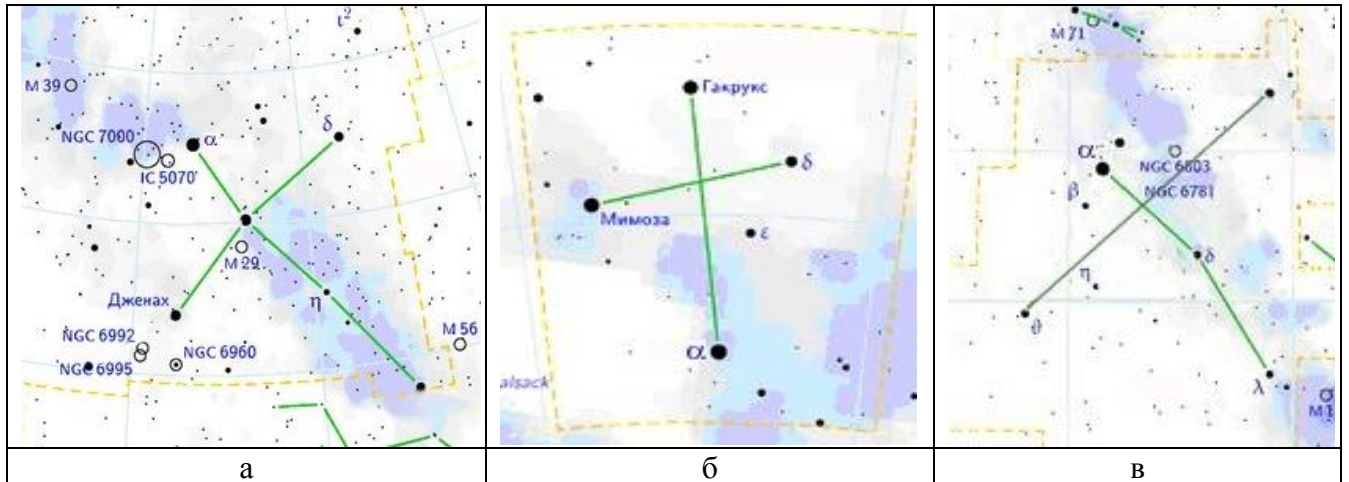 ι²
M 39
NGC 7000
α
δ
IC 5070
M 29
Дженах
η
NGC 6992
NGC 6960
M 56
NGC 6995
Гакрукс
δ
Мимоза
ε
α
alsack
M 71
α
NGC 6803
β
NGC 6781
δ
η
ϑ
λ
M 1
а
б
в